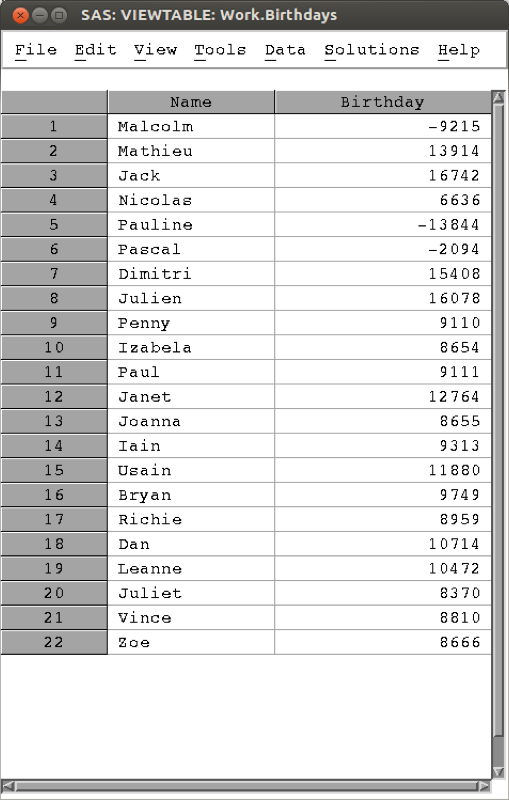 SAS: VIEWTABLE: Work.Birthdays
File Edit View Tools Data Solutions Help
Name Birthday
1 Malcolm -9215
2 Mathieu 13914
3 Jack 16742
4 Nicolas 6636
5 Pauline -13844
6 Pascal -2094
7 Dimitri 15408
8 Julien 16078
9 Penny 9110
10 Izabela 8654
11 Paul 9111
12 Janet 12764
13 Joanna 8655
14 Iain 9313
15 Usain 11880
16 Bryan 9749
17 Richie 8959
18 Dan 10714
19 Leanne 10472
20 Juliet 8370
21 Vince 8810
22 Zoe 8666